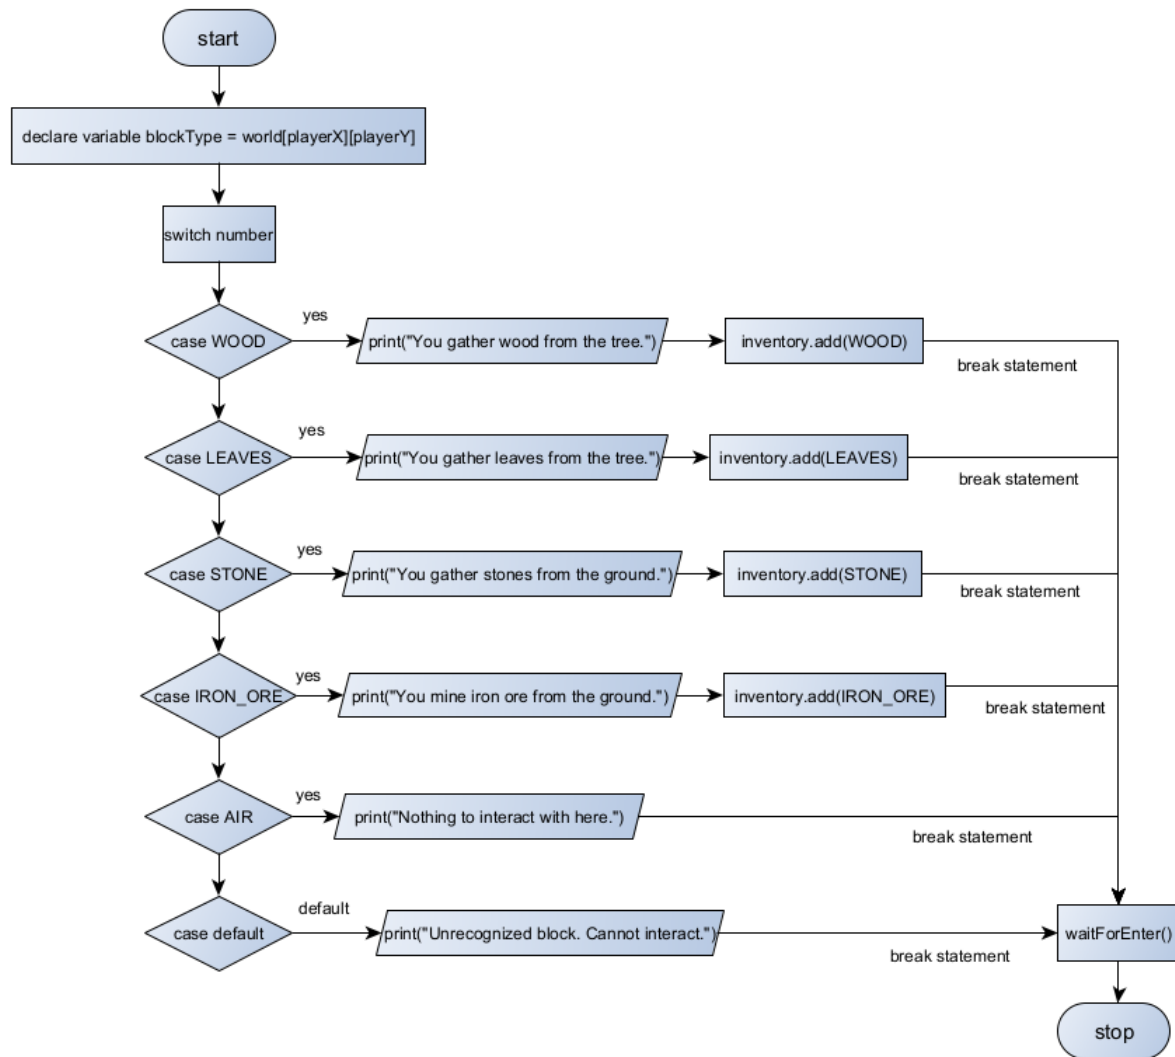 start
declare variable blockType = world[playerX][playerY]
switch number
case WOOD
yes
print("You gather wood from the tree.")
inventory.add(WOOD)
break statement
case LEAVES
yes
print("You gather leaves from the tree.")
inventory.add(LEAVES)
break statement
case STONE
yes
print("You gather stones from the ground.")
inventory.add(STONE)
break statement
case IRON_ORE
yes
print("You mine iron ore from the ground.")
inventory.add(IRON_ORE)
break statement
case AIR
yes
print("Nothing to interact with here.")
break statement
case default
default
print("Unrecognized block. Cannot interact.")
break statement
waitForEnter()
stop